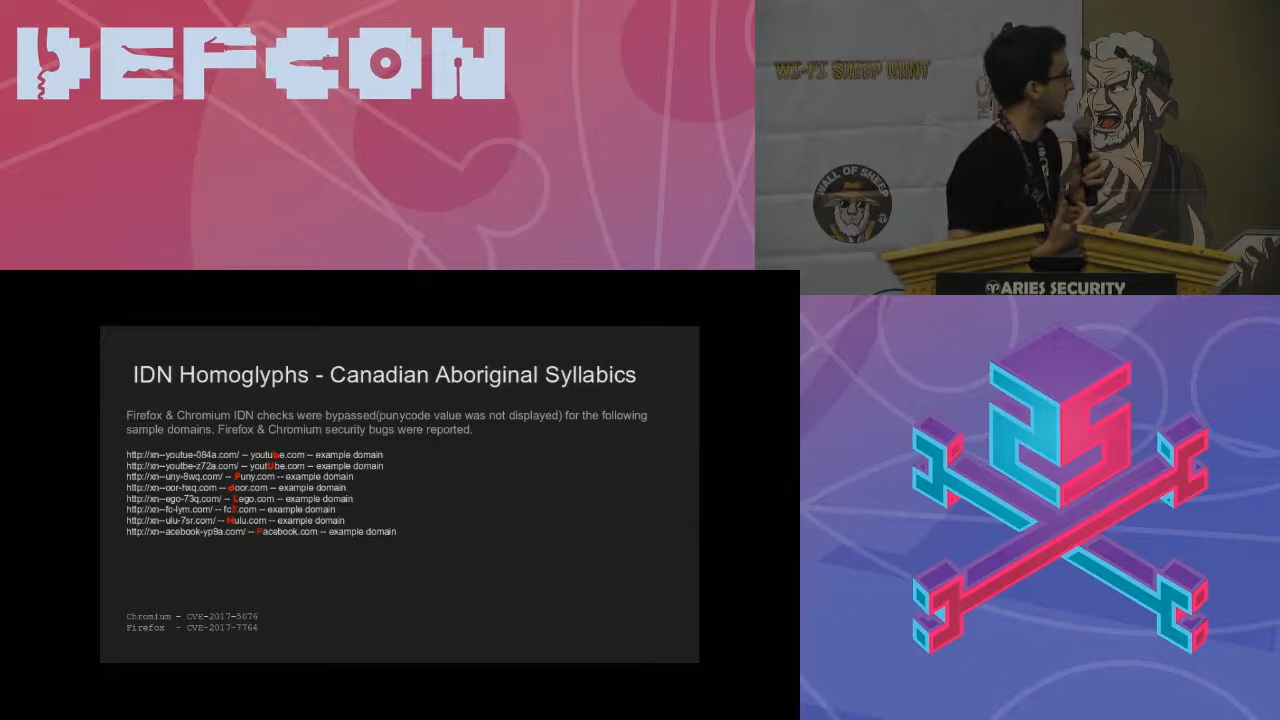 DEFCON
WI-FI SHEEP HUNT
WALL OF SHEEP
ARIES SECURITY
IDN Homoglyphs - Canadian Aboriginal Syllabics
Firefox & Chromium IDN checks were bypassed(punycode value was not displayed) for the following
sample domains. Firefox & Chromium security bugs were reported.
http://xn--youtue-084a.com/ -- youtube.com -- example domain
http://xn--youtbe-z72a.com/ -- youtUbe.com -- example domain
http://xn--uny-8wq.com/ -- Puny.com -- example domain
http://xn--oor-hxq.com -- door.com -- example domain
http://xn--ego-73q.com/ -- Lego.com -- example domain
http://xn--fc-lym.com/ -- fc2.com -- example domain
http://xn--ulu-7sr.com/ -- Hulu.com -- example domain
http://xn--acebook-yp9a.com/ -- Facebook.com -- example domain
Chromium - CVE-2017-5076
Firefox - CVE-2017-7764
25